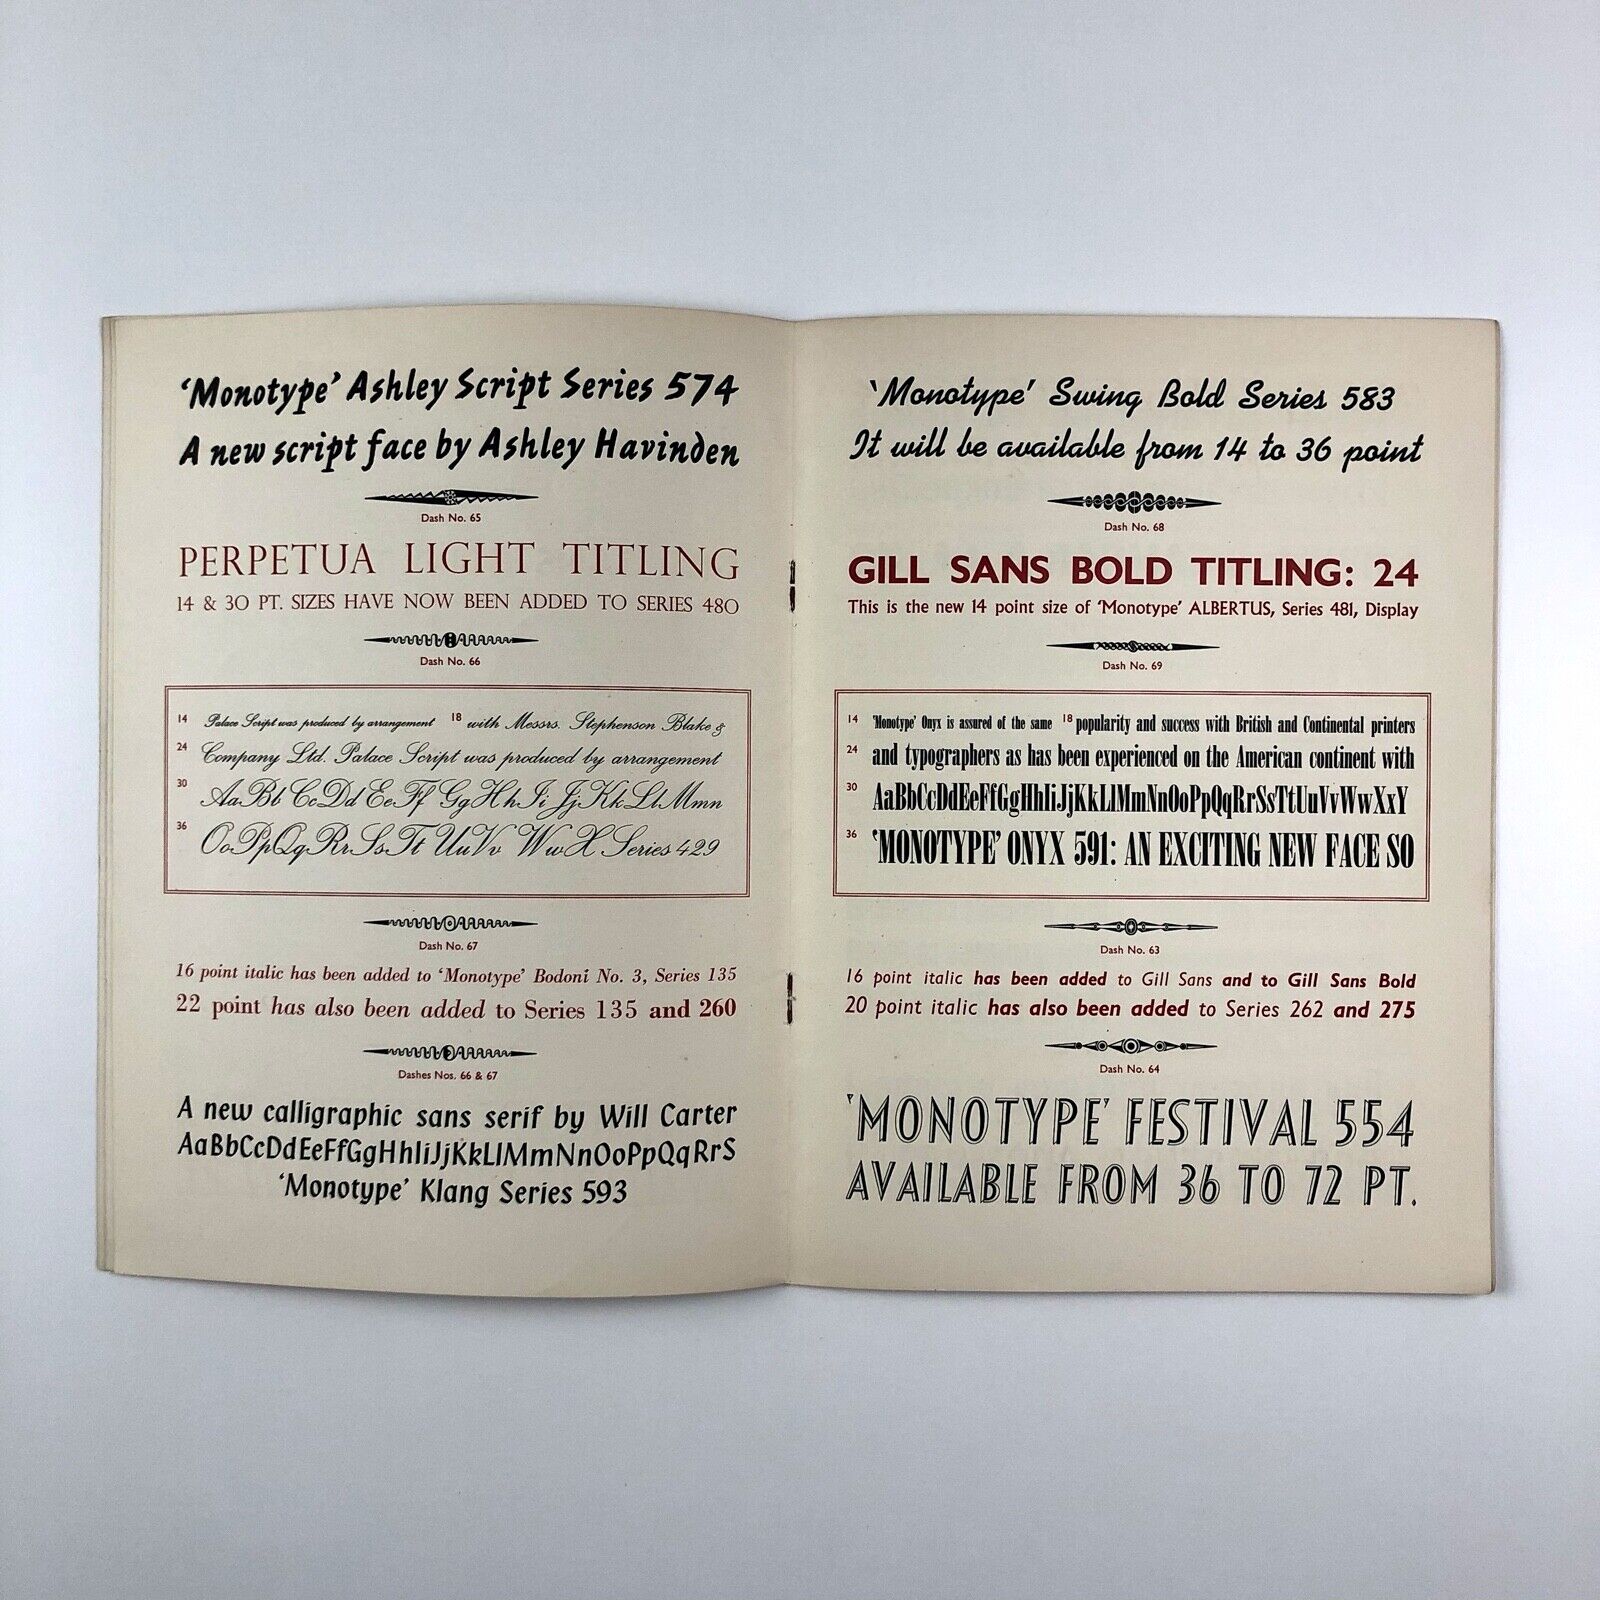 ‘Monotype’ Ashley Script Series 574
A new script face by Ashley Havinden
Dash No. 65
PERPETUA LIGHT TITLING
14 & 30 PT. SIZES HAVE NOW BEEN ADDED TO SERIES 480
Dash No. 66
14 Palace Script was produced by arrangement 18 with Messrs. Stephenson Blake &
24 Company Ltd. Palace Script was produced by arrangement
30 AaBbCcDdEeFfGgHhIiJjKkLlMmn
36 OoPpQqRrSsTtUuVvWwX Series 429
Dash No. 67
16 point italic has been added to ‘Monotype’ Bodoni No. 3, Series 135
22 point has also been added to Series 135 and 260
Dashes Nos. 66 & 67
A new calligraphic sans serif by Will Carter
AaBbCcDdEeFfGgHhIiJjKkLlMmNnOoPpQqRrS
‘Monotype’ Klang Series 593
‘Monotype’ Swing Bold Series 583
It will be available from 14 to 36 point
Dash No. 68
GILL SANS BOLD TITLING: 24
This is the new 14 point size of ‘Monotype’ ALBERTUS, Series 481, Display
Dash No. 69
14 ‘Monotype’ Onyx is assured of the same 18 popularity and success with British and Continental printers
24 and typographers as has been experienced on the American continent with
30 AaBbCcDdEeFfGgHhIiJjKkLlMmNnOoPpQqRrSsTtUuVvWwXxY
36 ‘MONOTYPE’ ONYX 591: AN EXCITING NEW FACE SO
Dash No. 63
16 point italic has been added to Gill Sans and to Gill Sans Bold
20 point italic has also been added to Series 262 and 275
Dash No. 64
‘MONOTYPE’ FESTIVAL 554
AVAILABLE FROM 36 TO 72 PT.